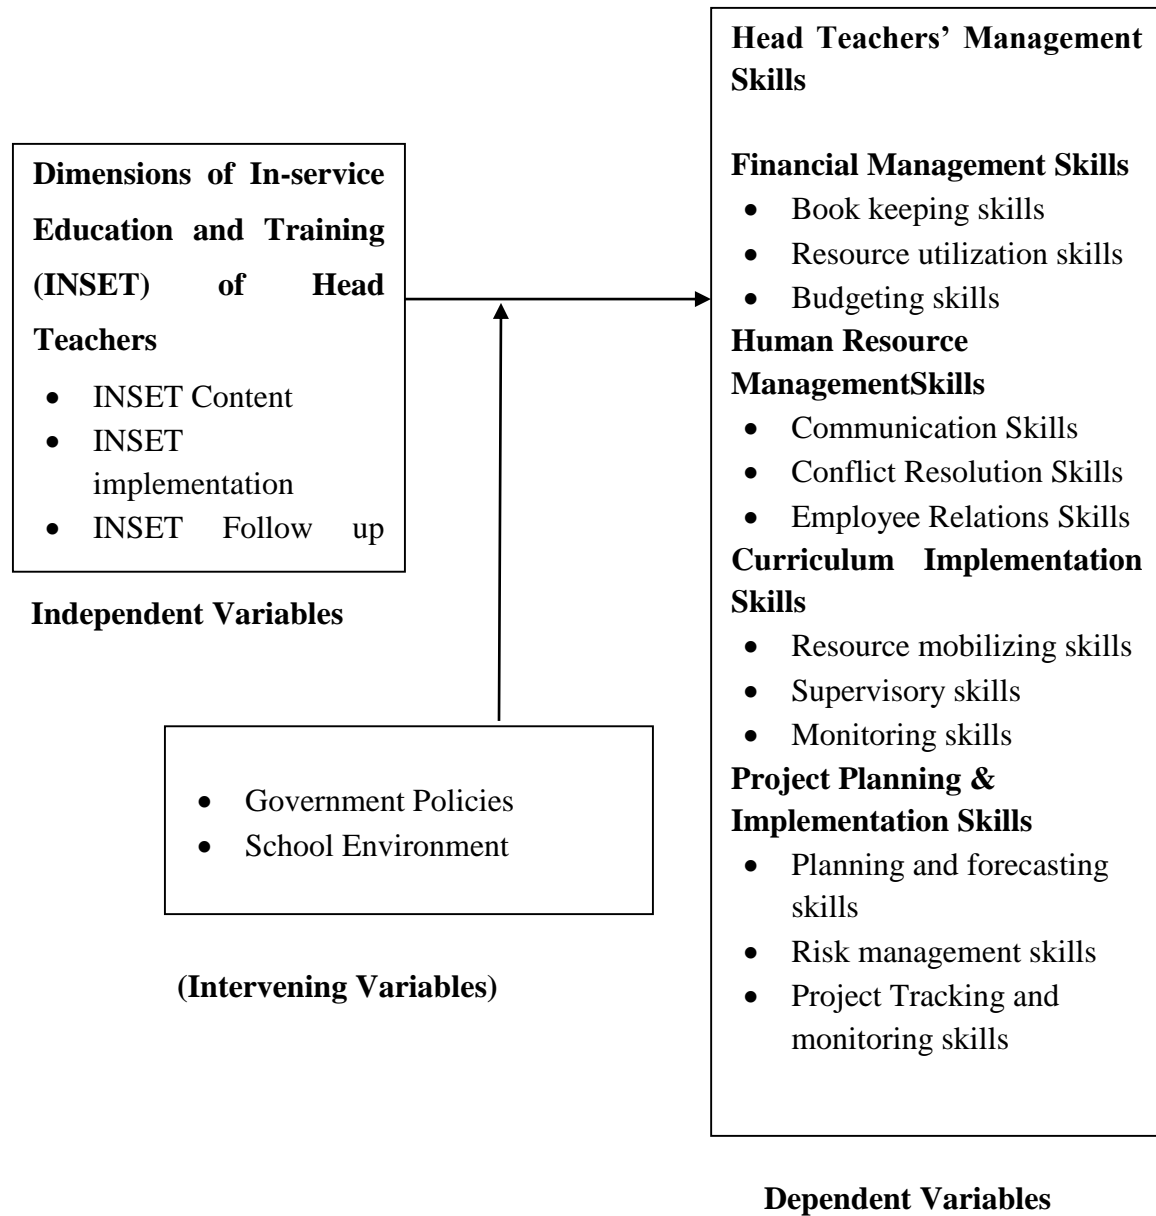 Dimensions of In-service
Education and Training
(INSET) of Head
Teachers
• INSET Content
• INSET
implementation
• INSET Follow up
Independent Variables
• Government Policies
• School Environment
(Intervening Variables)
Head Teachers’ Management
Skills
Financial Management Skills
• Book keeping skills
• Resource utilization skills
• Budgeting skills
Human Resource
ManagementSkills
• Communication Skills
• Conflict Resolution Skills
• Employee Relations Skills
Curriculum Implementation
Skills
• Resource mobilizing skills
• Supervisory skills
• Monitoring skills
Project Planning &
Implementation Skills
• Planning and forecasting
skills
• Risk management skills
• Project Tracking and
monitoring skills
Dependent Variables